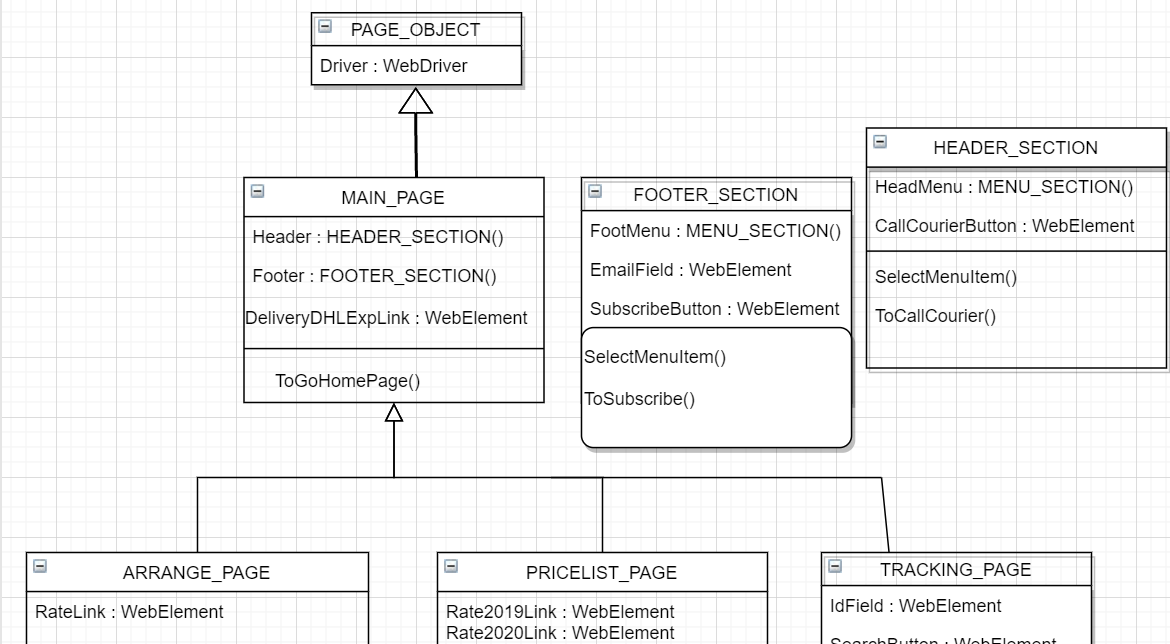 PAGE_OBJECT
Driver : WebDriver
MAIN_PAGE
Header : HEADER_SECTION()
Footer : FOOTER_SECTION()
DeliveryDHLExpLink : WebElement
ToGoHomePage()
FOOTER_SECTION
FootMenu : MENU_SECTION()
EmailField : WebElement
SubscribeButton : WebElement
SelectMenuItem()
ToSubscribe()
HEADER_SECTION
HeadMenu : MENU_SECTION()
CallCourierButton : WebElement
SelectMenuItem()
ToCallCourier()
ARRANGE_PAGE
RateLink : WebElement
PRICELIST_PAGE
Rate2019Link : WebElement
Rate2020Link : WebElement
TRACKING_PAGE
IdField : WebElement
SearchButton : WebElement